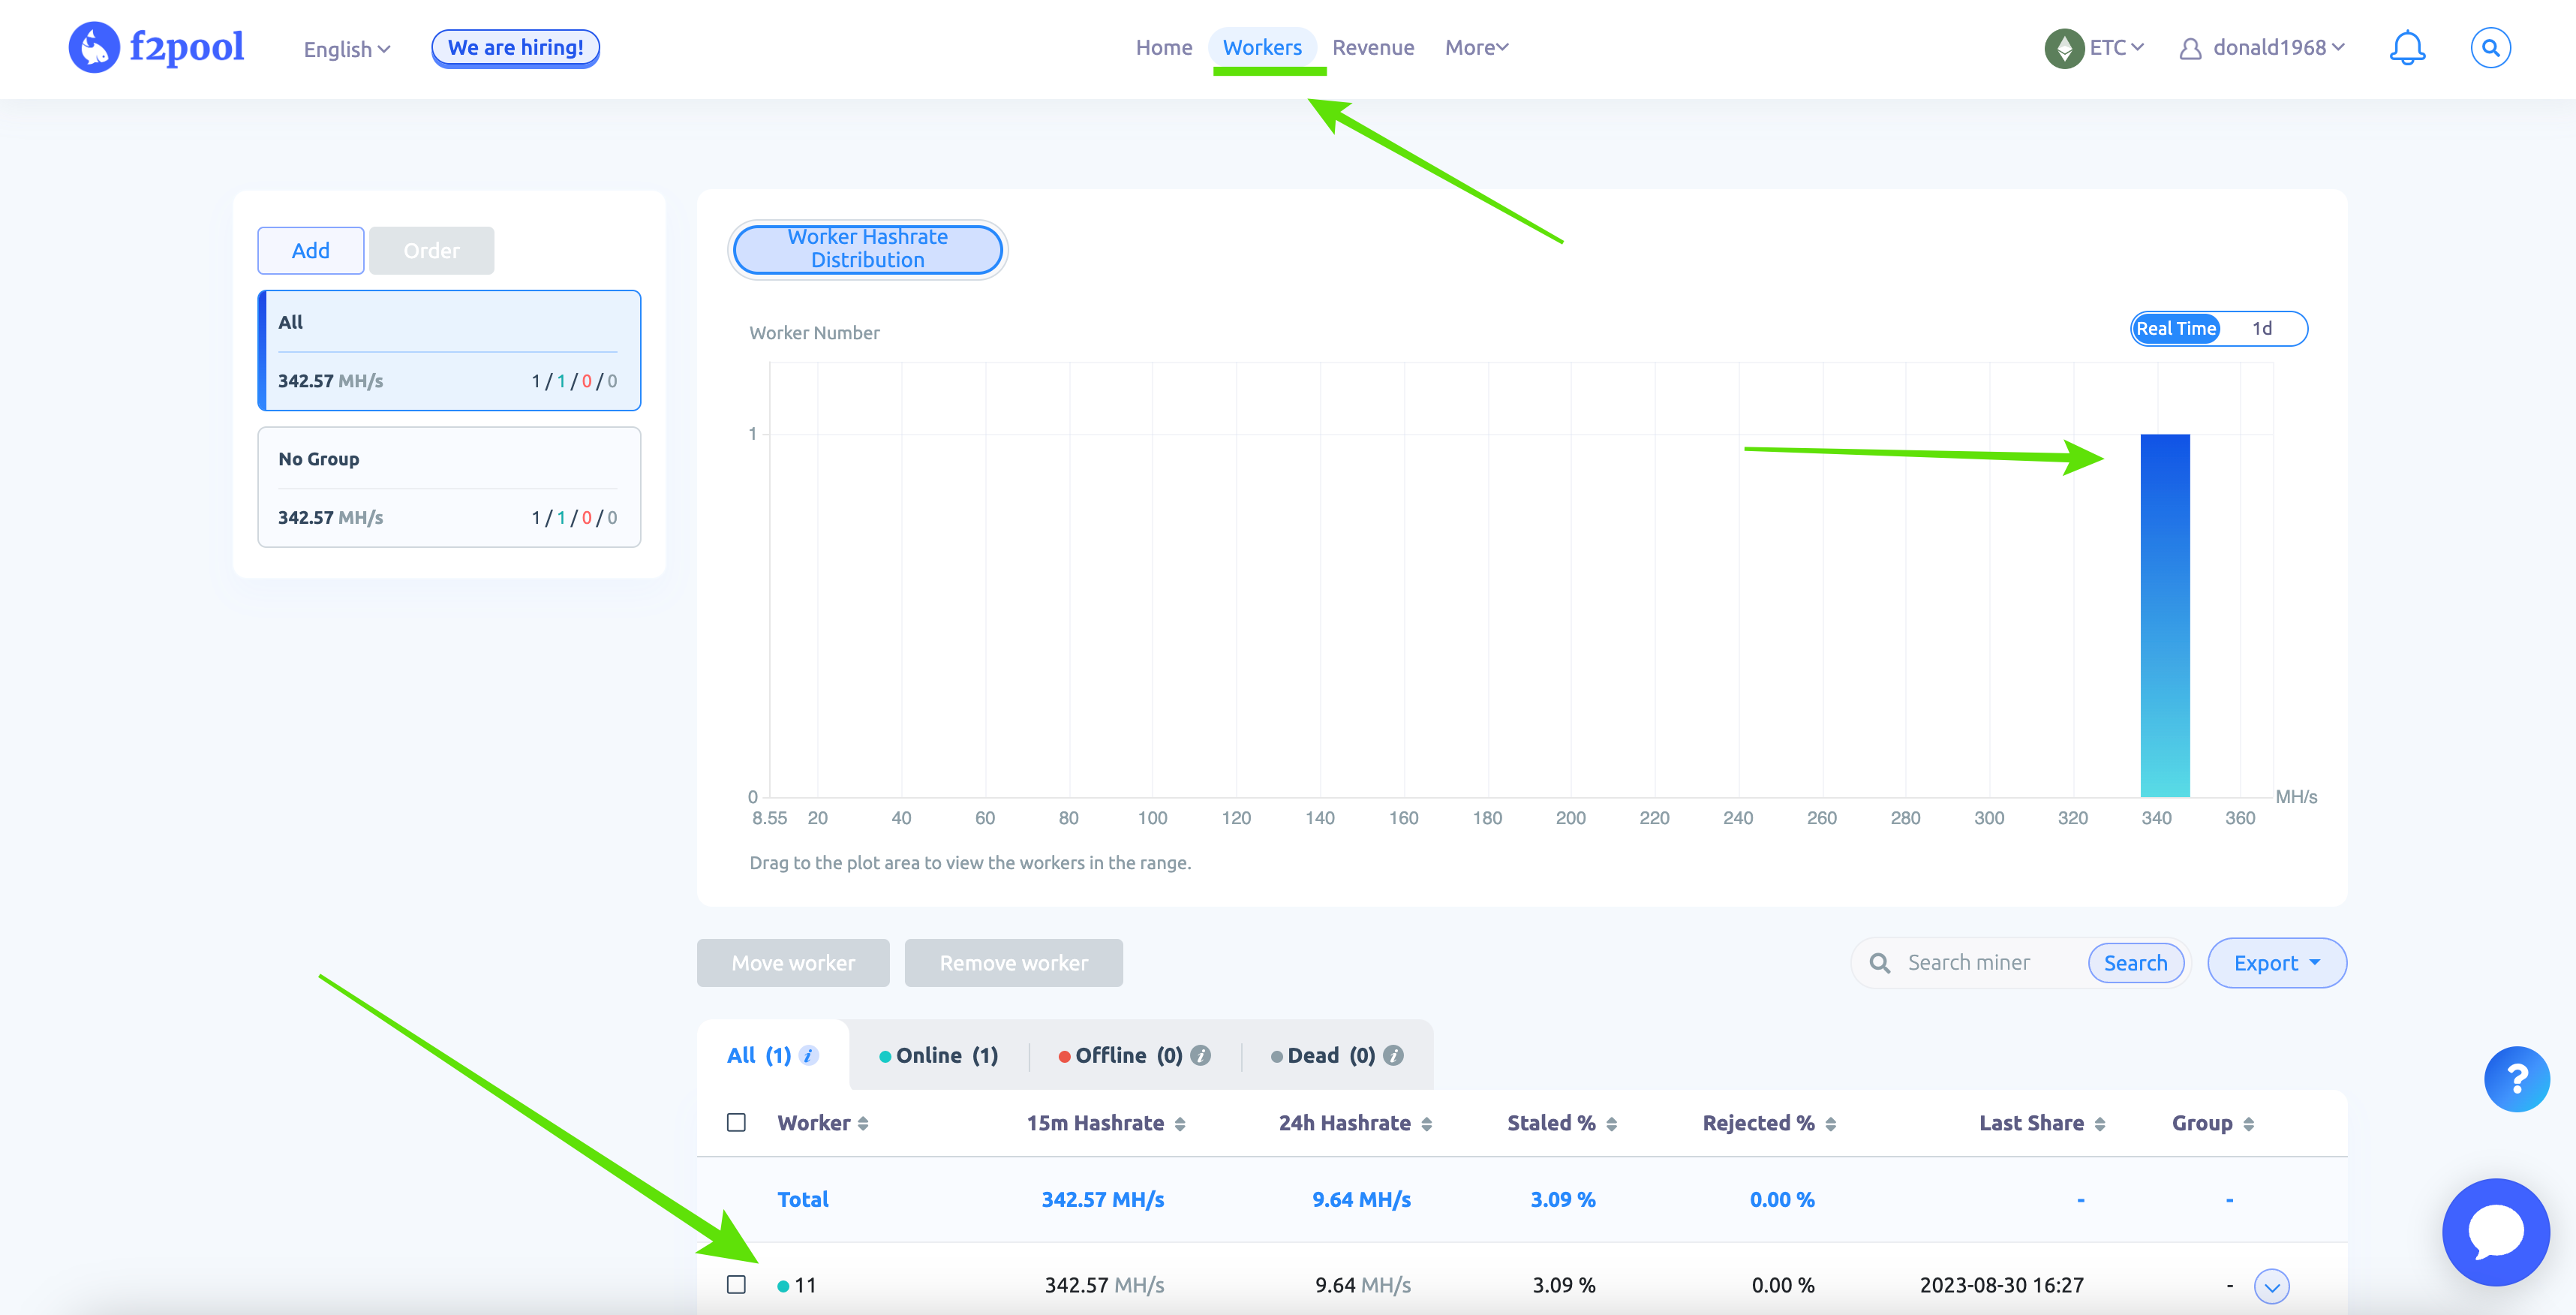 f2pool English We are hiring! Home Workers Revenue More ETC donald1968
Add Order
All
342.57 MH/s 1 / 1 / 0 / 0
No Group
342.57 MH/s 1 / 1 / 0 / 0
Worker Hashrate
Distribution
Worker Number
Real Time 1d
1
0
MH/s
8.55 20 40 60 80 100 120 140 160 180 200 220 240 260 280 300 320 340 360
Drag to the plot area to view the workers in the range.
Move worker Remove worker Search miner Search Export
All (1) i Online (1) Offline (0) i Dead (0) i
?
Worker 15m Hashrate 24h Hashrate Staled % Rejected % Last Share Group
Total 342.57 MH/s 9.64 MH/s 3.09 % 0.00 % - -
11 342.57 MH/s 9.64 MH/s 3.09 % 0.00 % 2023-08-30 16:27 -